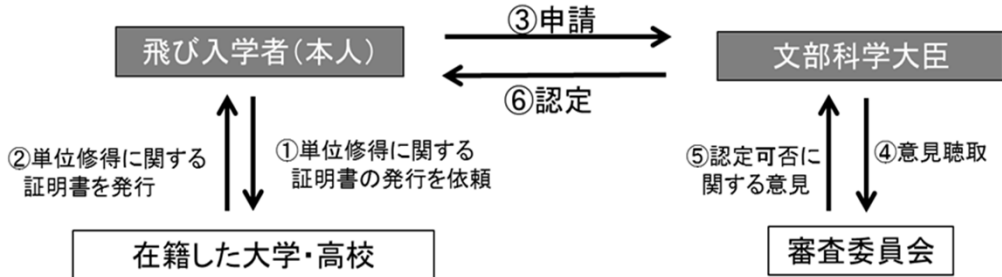 ③申請
飛び入学者(本人)
文部科学大臣
⑥認定
②単位修得に関する
証明書を発行
①単位修得に関する
証明書の発行を依頼
⑤認定可否に
関する意見
④意見聴取
在籍した大学・高校
審査委員会